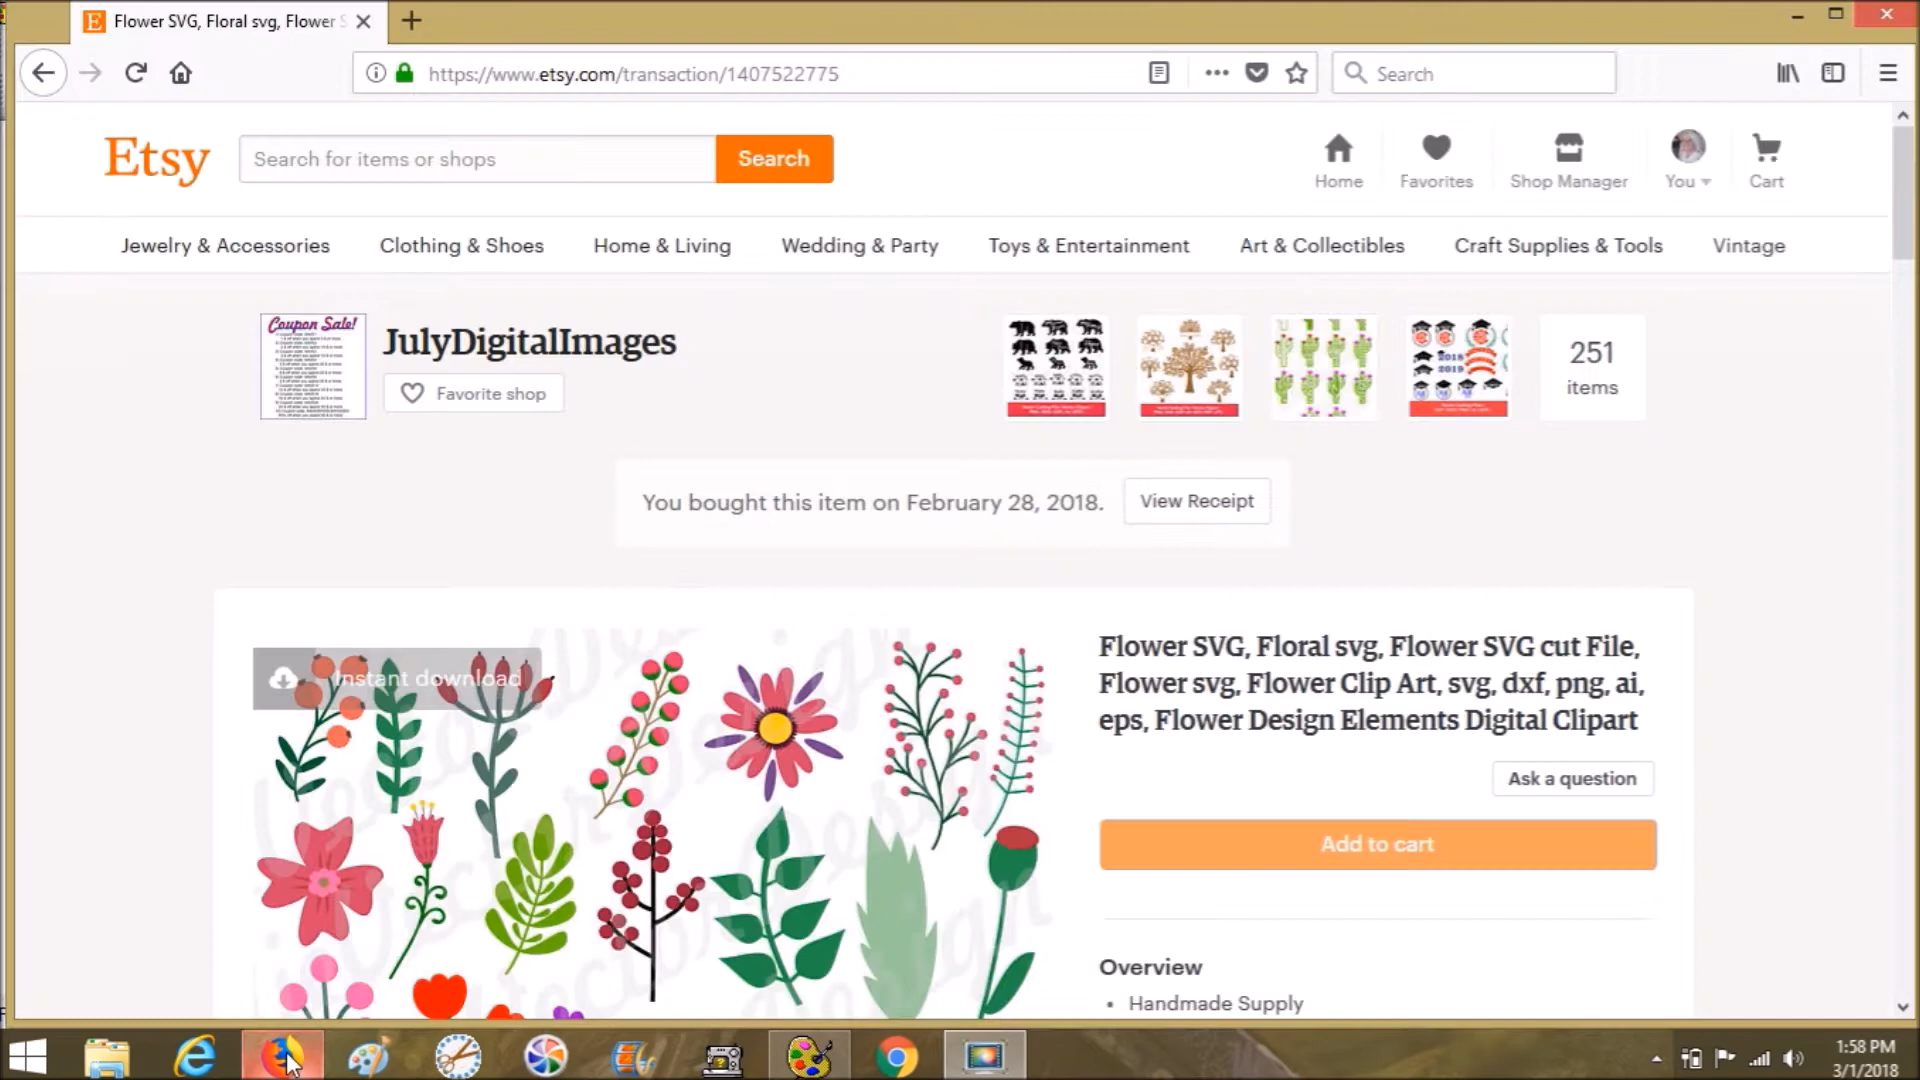 Flower SVG, Floral svg, Flower S
https://www.etsy.com/transaction/1407522775
Search
Etsy
Search for items or shops
Search
Home
Favorites
Shop Manager
You
Cart
Jewelry & Accessories
Clothing & Shoes
Home & Living
Wedding & Party
Toys & Entertainment
Art & Collectibles
Craft Supplies & Tools
Vintage
Coupon Sale!
JulyDigitalImages
Favorite shop
2018
2019
251
items
You bought this item on February 28, 2018.
View Receipt
Instant download
Flower SVG, Floral svg, Flower SVG cut File,
Flower svg, Flower Clip Art, svg, dxf, png, ai,
eps, Flower Design Elements Digital Clipart
Ask a question
Add to cart
Overview
• Handmade Supply
1:58 PM
3/1/2018